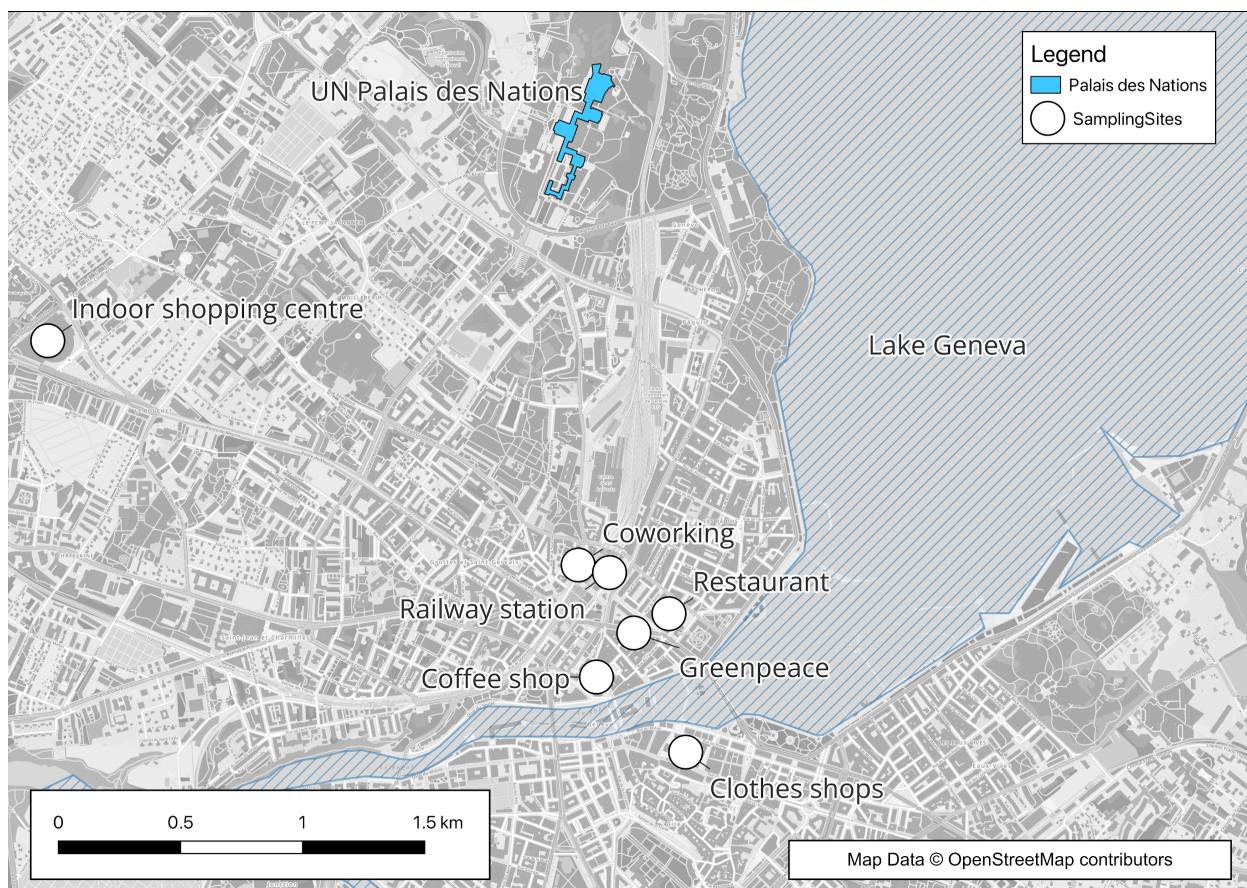 Legend
Palais des Nations
SamplingSites
UN Palais des Nations
Indoor shopping centre
Lake Geneva
Coworking
Restaurant
Railway station
Greenpeace
Coffee shop
Clothes shops
0 0.5 1 1.5 km
Map Data © OpenStreetMap contributors